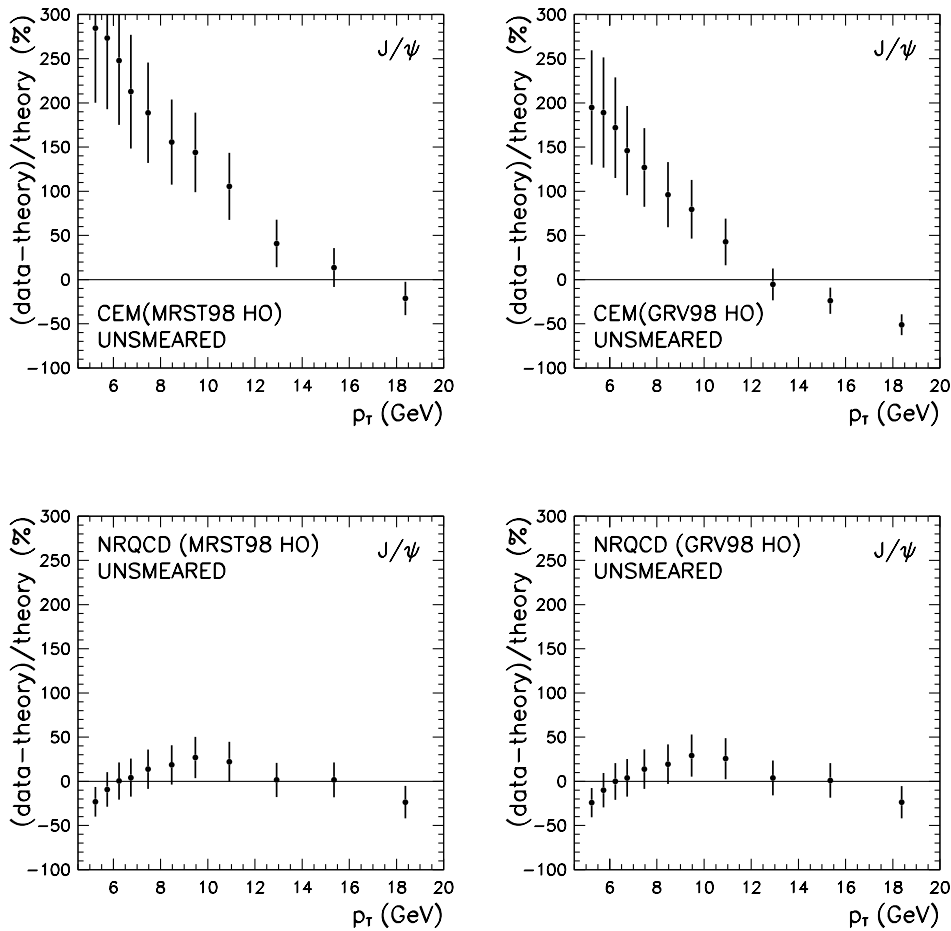 (data-theory)/theory (%)
300
250
200
150
100
50
0
-50
-100
J/ψ
CEM(MRST98 HO)
UNSMEARED
6 8 10 12 14 16 18 20
p_T (GeV)
(data-theory)/theory (%)
300
250
200
150
100
50
0
-50
-100
J/ψ
CEM(GRV98 HO)
UNSMEARED
6 8 10 12 14 16 18 20
p_T (GeV)
(data-theory)/theory (%)
300
250
200
150
100
50
0
-50
-100
NRQCD (MRST98 HO)
UNSMEARED
J/ψ
6 8 10 12 14 16 18 20
p_T (GeV)
(data-theory)/theory (%)
300
250
200
150
100
50
0
-50
-100
NRQCD (GRV98 HO)
UNSMEARED
J/ψ
6 8 10 12 14 16 18 20
p_T (GeV)